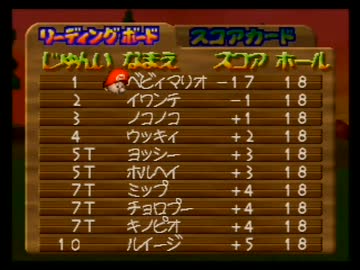 リーディングボード スコアカード
じゅんい なまえ スコア ホール
1 ベビィマリオ -17 18
2 イワンテ -1 18
3 ノコノコ +1 18
4 ウッキィ +2 18
5T ヨッシー +3 18
5T ホルヘイ +3 18
7T ミップ +4 18
7T チョロプー +4 18
7T キノピオ +4 18
10 ルイージ +5 18